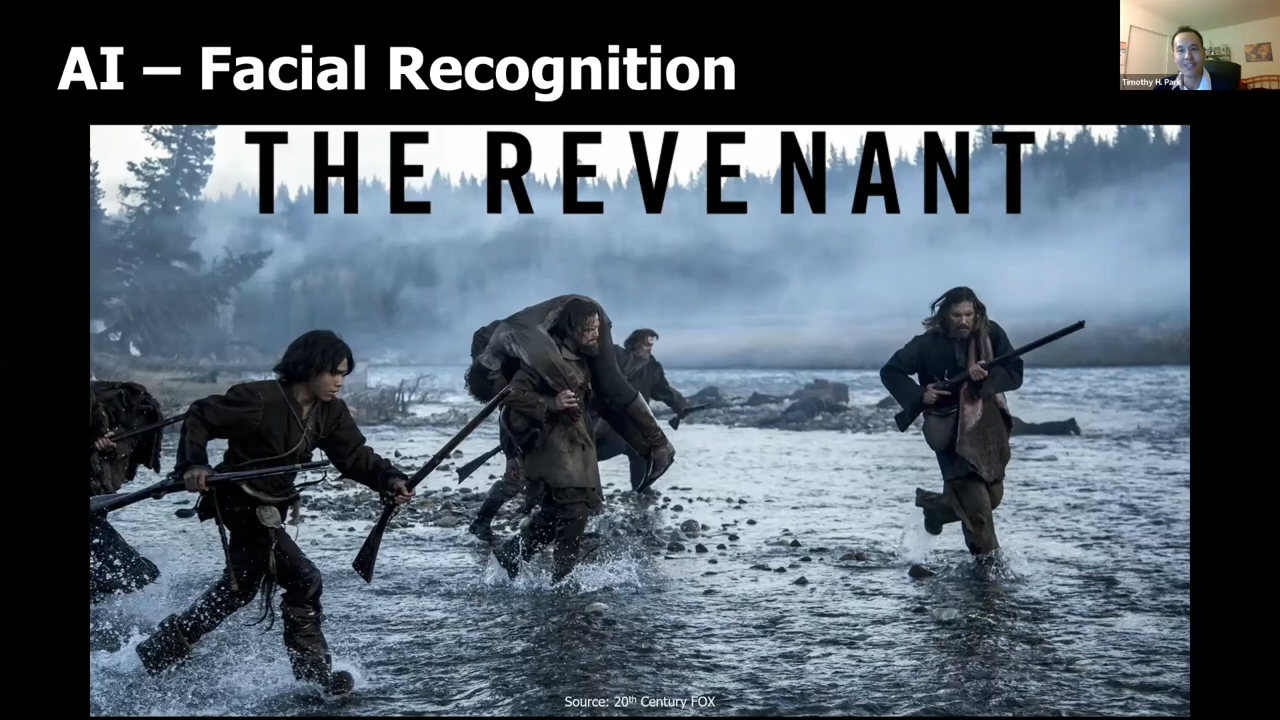 AI – Facial Recognition
Timothy H. Park
THE REVENANT
Source: 20th Century FOX